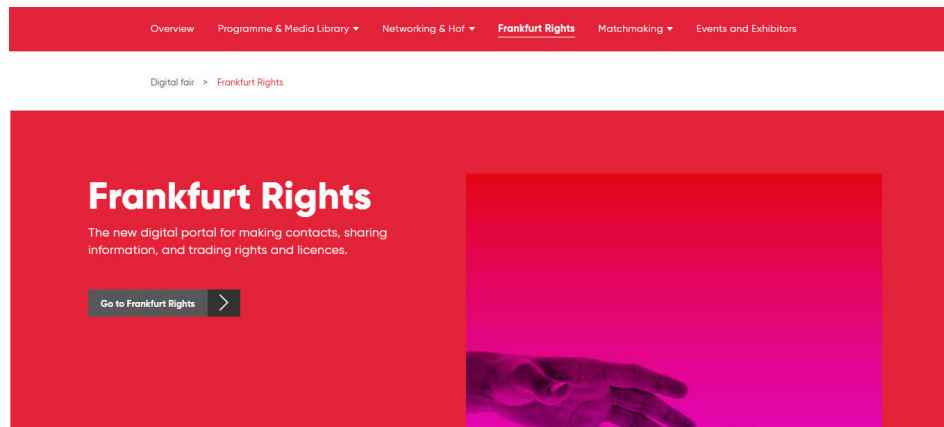 Overview Programme & Media Library ▾ Networking & Hof ▾ Frankfurt Rights Matchmaking ▾ Events and Exhibitors
Digital fair > Frankfurt Rights
Frankfurt Rights
The new digital portal for making contacts, sharing
information, and trading rights and licences.
Go to Frankfurt Rights